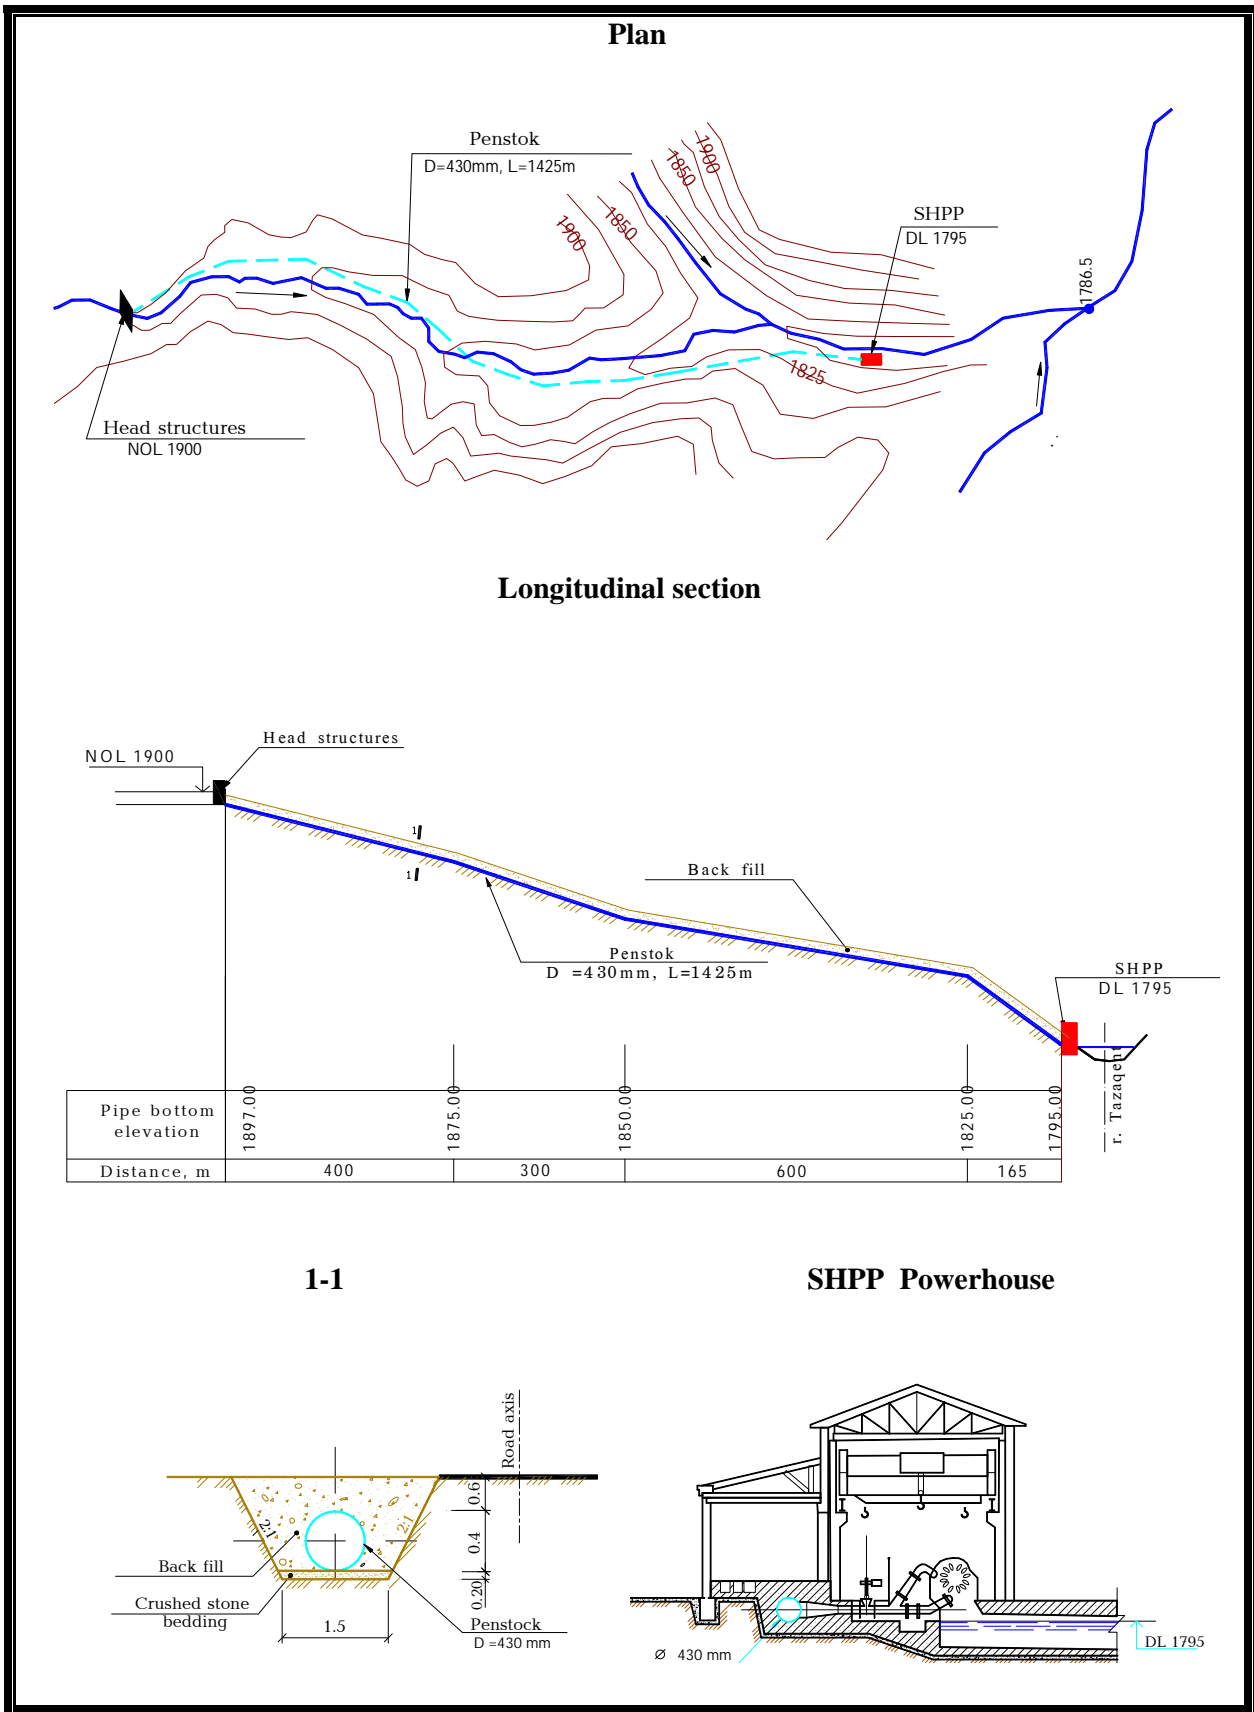 Plan
Penstok
D=430mm, L=1425m
1900
1850
1900
1850
SHPP
DL 1795
1786.5
1825
Head structures
NOL 1900
Longitudinal section
Head structures
NOL 1900
1
1
Back fill
Penstok
D =430mm, L=1425m
SHPP
DL 1795
r. Tazaqent
Pipe bottom
elevation
1897.00
1875.00
1850.00
1825.00
1795.00
Distance, m
400
300
600
165
1-1
SHPP Powerhouse
Road axis
0.6
0.4
0.20
2:1
2:1
Back fill
Crushed stone
bedding
1.5
Penstock
D =430 mm
Ø 430 mm
DL 1795